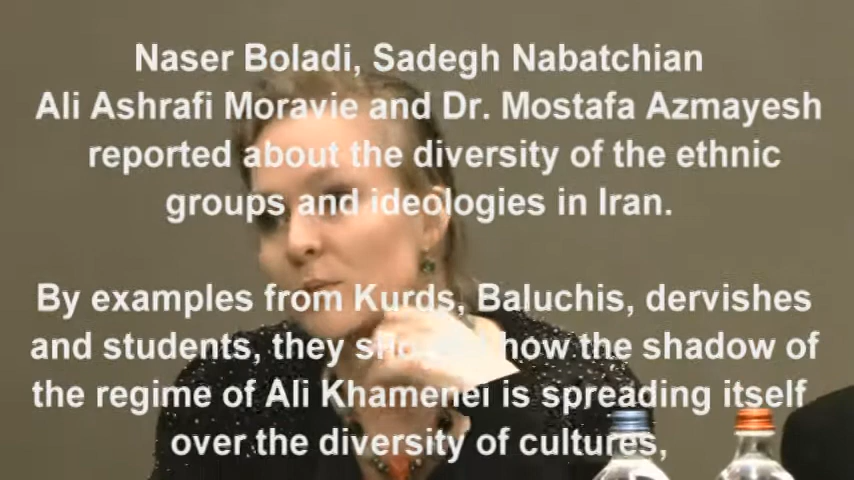 Naser Boladi, Sadegh Nabatchian
Ali Ashrafi Moravie and Dr. Mostafa Azmayesh
reported about the diversity of the ethnic
groups and ideologies in Iran.
By examples from Kurds, Baluchis, dervishes
and students, they how the shadow of
the regime of Ali Khamenei is spreading itself
over the diversity of cultures,